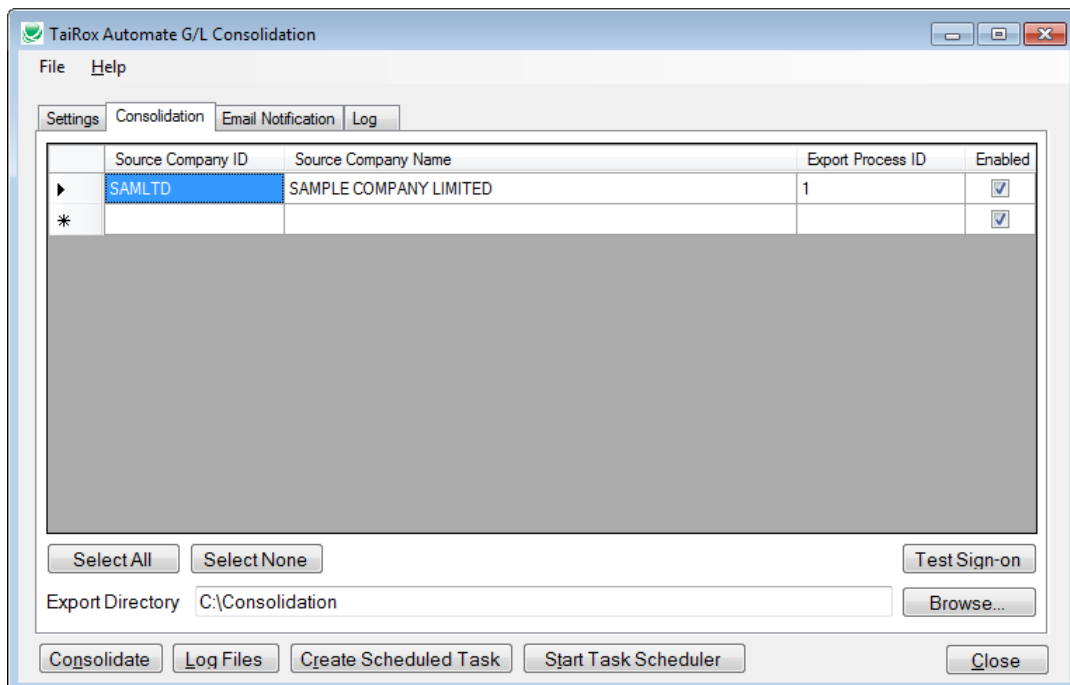 TaiRox Automate G/L Consolidation
File Help
Settings Consolidation Email Notification Log
Source Company ID Source Company Name Export Process ID Enabled
SAMLTD SAMPLE COMPANY LIMITED 1
Select All Select None Test Sign-on
Export Directory C:\Consolidation Browse...
Consolidate Log Files Create Scheduled Task Start Task Scheduler Close